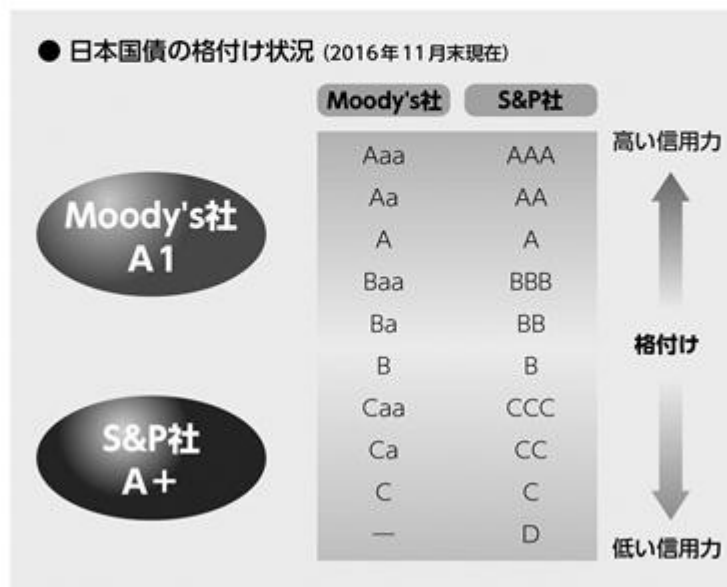 ● 日本国債の格付け状況（2016年11月末現在）
Moody's社 S&P社
高い信用力
Aaa AAA
Aa AA
A A
Baa BBB
Ba BB
B B
Caa CCC
Ca CC
C C
— D
格付け
低い信用力
Moody's社
A1
S&P社
A+